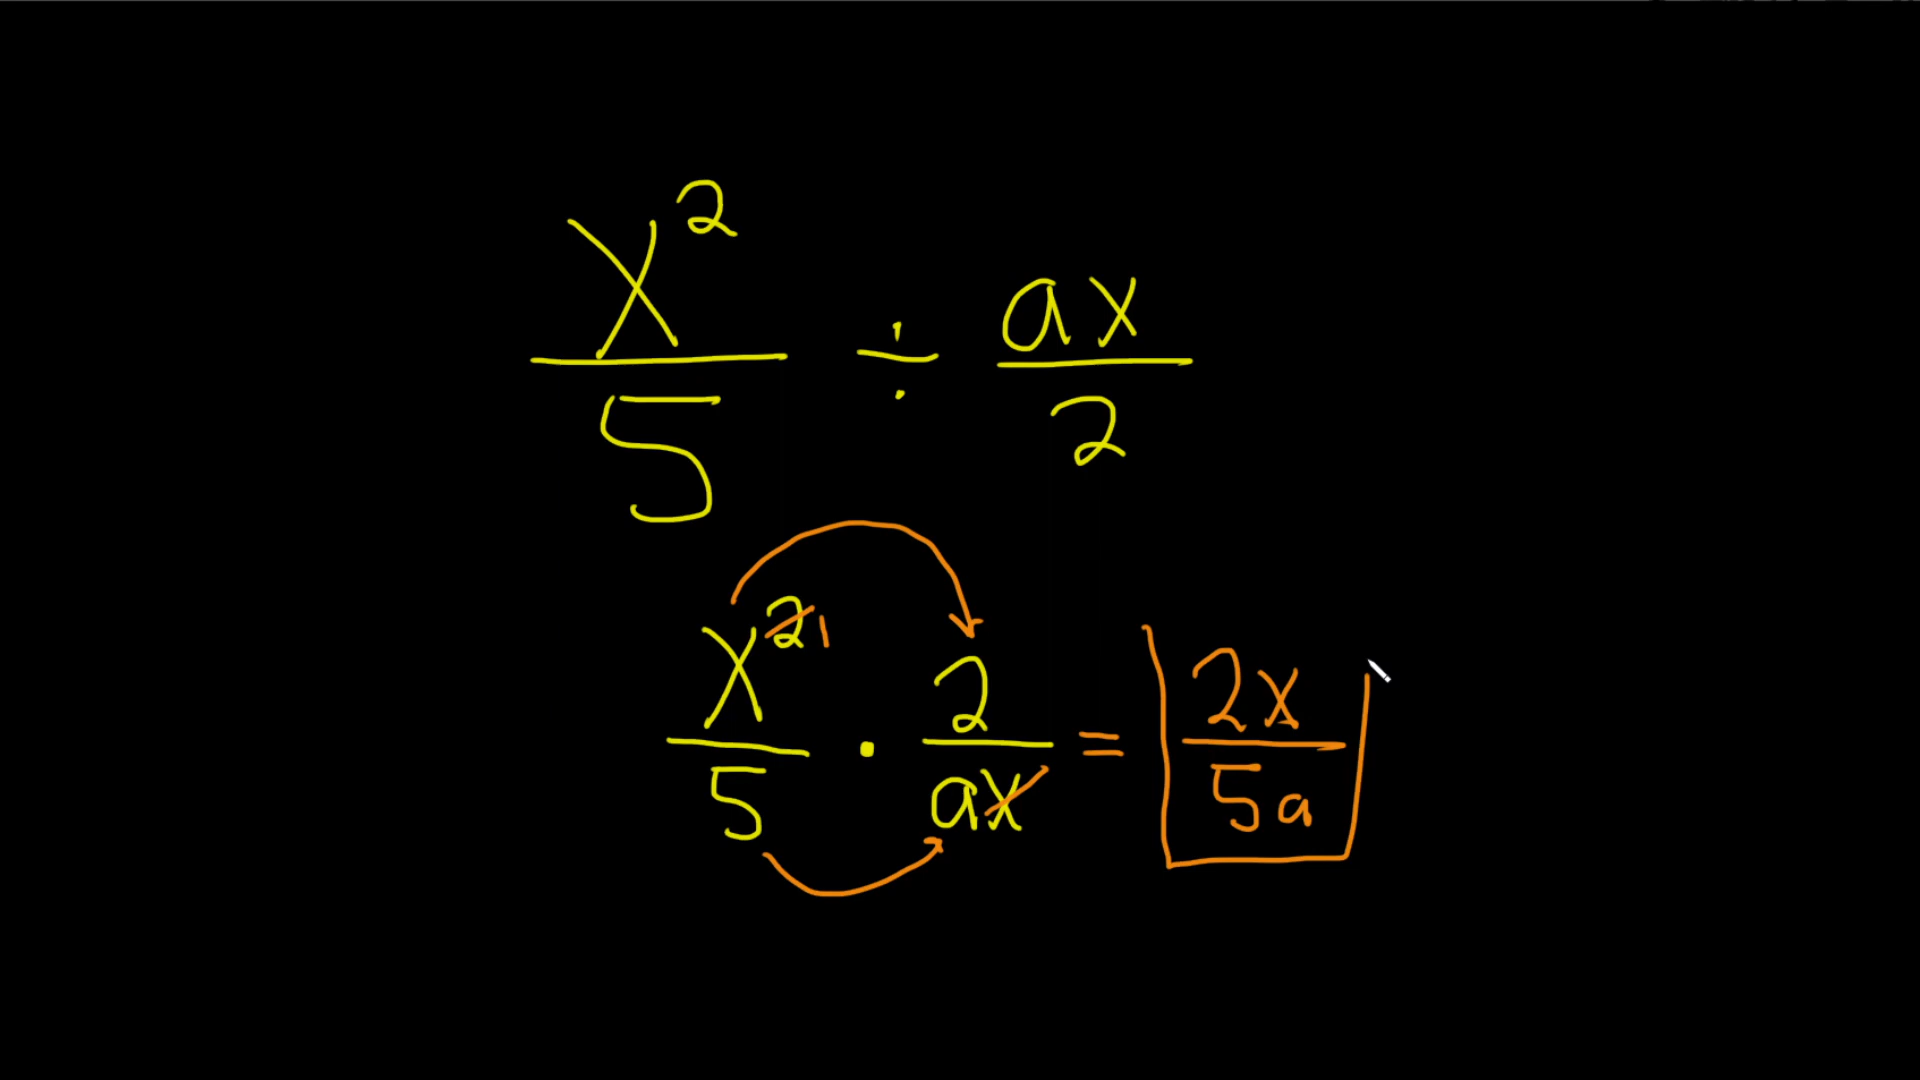 x²/5 ÷ ax/2
x²1/5 · 2/ax = 2x/5a